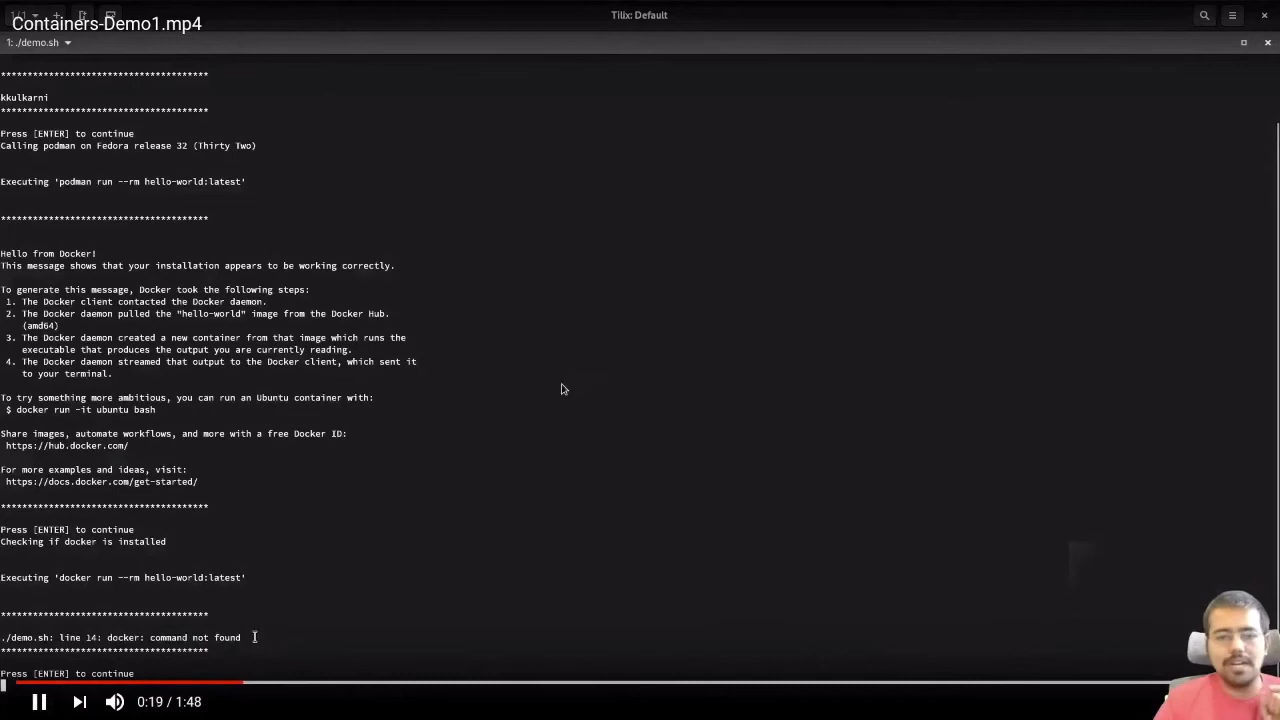 Containers-Demo1.mp4
Tilix: Default
1: ./demo.sh
****************************************
kkulkarni
****************************************
Press [ENTER] to continue
Calling podman on Fedora release 32 (Thirty Two)
Executing 'podman run --rm hello-world:latest'
****************************************
Hello from Docker!
This message shows that your installation appears to be working correctly.
To generate this message, Docker took the following steps:
1. The Docker client contacted the Docker daemon.
2. The Docker daemon pulled the "hello-world" image from the Docker Hub.
(amd64)
3. The Docker daemon created a new container from that image which runs the
executable that produces the output you are currently reading.
4. The Docker daemon streamed that output to the Docker client, which sent it
to your terminal.
To try something more ambitious, you can run an Ubuntu container with:
$ docker run -it ubuntu bash
Share images, automate workflows, and more with a free Docker ID:
https://hub.docker.com/
For more examples and ideas, visit:
https://docs.docker.com/get-started/
****************************************
Press [ENTER] to continue
Checking if docker is installed
Executing 'docker run --rm hello-world:latest'
****************************************
./demo.sh: line 14: docker: command not found
****************************************
Press [ENTER] to continue
0:19 / 1:48